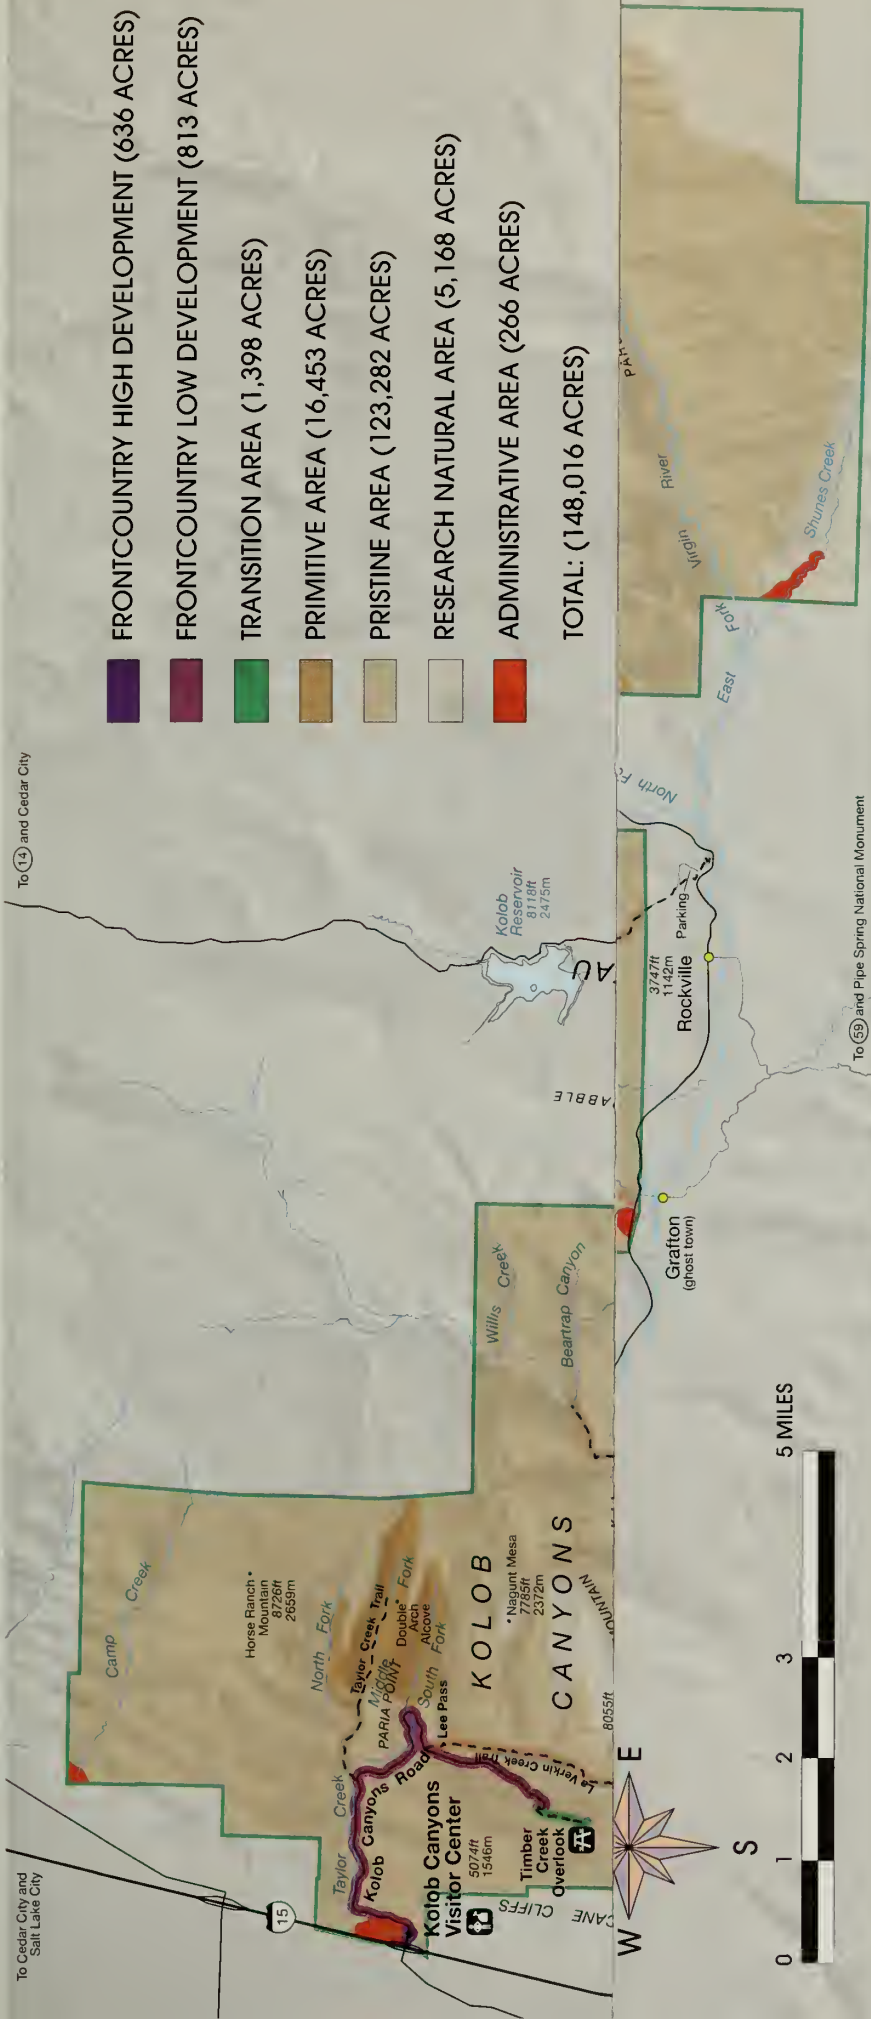 FRONTCOUNTRY HIGH DEVELOPMENT (636 ACRES)
FRONTCOUNTRY LOW DEVELOPMENT (813 ACRES)
TRANSITION AREA (1,398 ACRES)
PRIMITIVE AREA (16,453 ACRES)
PRISTINE AREA (123,282 ACRES)
RESEARCH NATURAL AREA (5,168 ACRES)
ADMINISTRATIVE AREA (266 ACRES)
TOTAL: (148,016 ACRES)
To 14 and Cedar City
To Cedar City and
Salt Lake City
15
Camp Creek
Horse Ranch
Mountain
8726ft
2659m
North Fork
Taylor Creek Trail
Middle Fork
Double
Arch
Alcove
PARIA POINT
South Fork
Lee Pass
Taylor Creek
Kolob Canyons Road
Kolob Canyons
Visitor Center
5074ft
1546m
Timber
Creek
Overlook
La Verkin Creek Trail
KOLOB
CANYONS
Nagunt Mesa
7785ft
2372m
OUNTAIN
8055ft
CANE CLIFFS
Willis Creek
Beartrap Canyon
Kolob
Reservoir
8118ft
2475m
AU
ABBLE
North Fo
Parking
3747ft
1142m
Rockville
Grafton
(ghost town)
To 59 and Pipe Spring National Monument
East Fork Virgin River
Shunes Creek
W
E
S
0 1 2 3 5 MILES